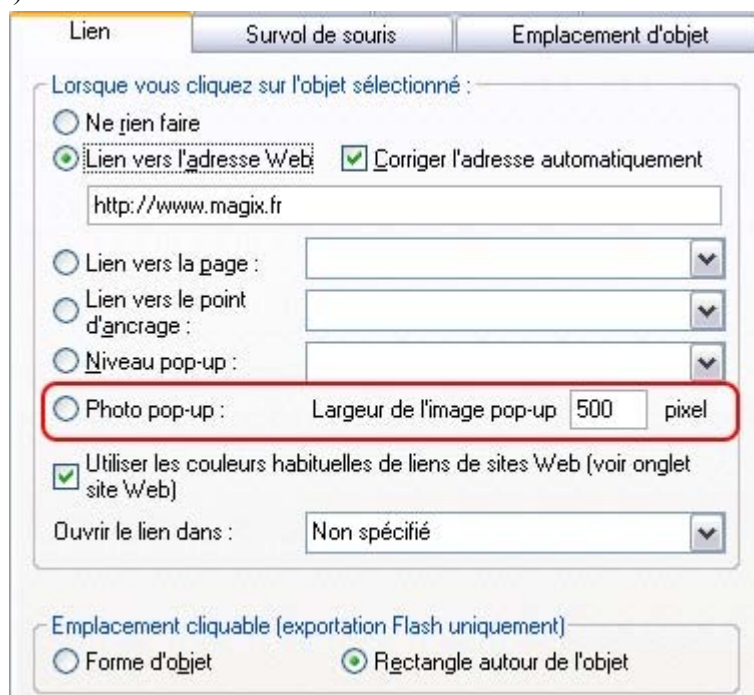 Lien Survol de souris Emplacement d'objet
Lorsque vous cliquez sur l'objet sélectionné :
Ne rien faire
Lien vers l'adresse Web Corriger l'adresse automatiquement
http://www.magix.fr
Lien vers la page :
Lien vers le point
d'ancrage :
Niveau pop-up :
Photo pop-up : Largeur de l'image pop-up 500 pixel
Utiliser les couleurs habituelles de liens de sites Web (voir onglet
site Web)
Ouvrir le lien dans : Non spécifié
Emplacement cliquable (exportation Flash uniquement)
Forme d'objet Rectangle autour de l'objet